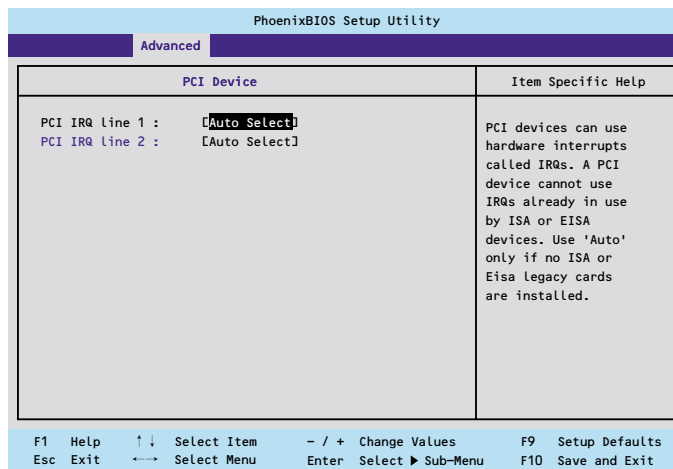 PhoenixBIOS Setup Utility
Advanced
PCI Device
Item Specific Help
PCI IRQ line 1 : [Auto Select]
PCI IRQ line 2 : [Auto Select]
PCI devices can use
hardware interrupts
called IRQs. A PCI
device cannot use
IRQs already in use
by ISA or EISA
devices. Use 'Auto'
only if no ISA or
Eisa legacy cards
are installed.
F1 Help ↑↓ Select Item – / + Change Values F9 Setup Defaults
Esc Exit ←→ Select Menu Enter Select ▶ Sub-Menu F10 Save and Exit